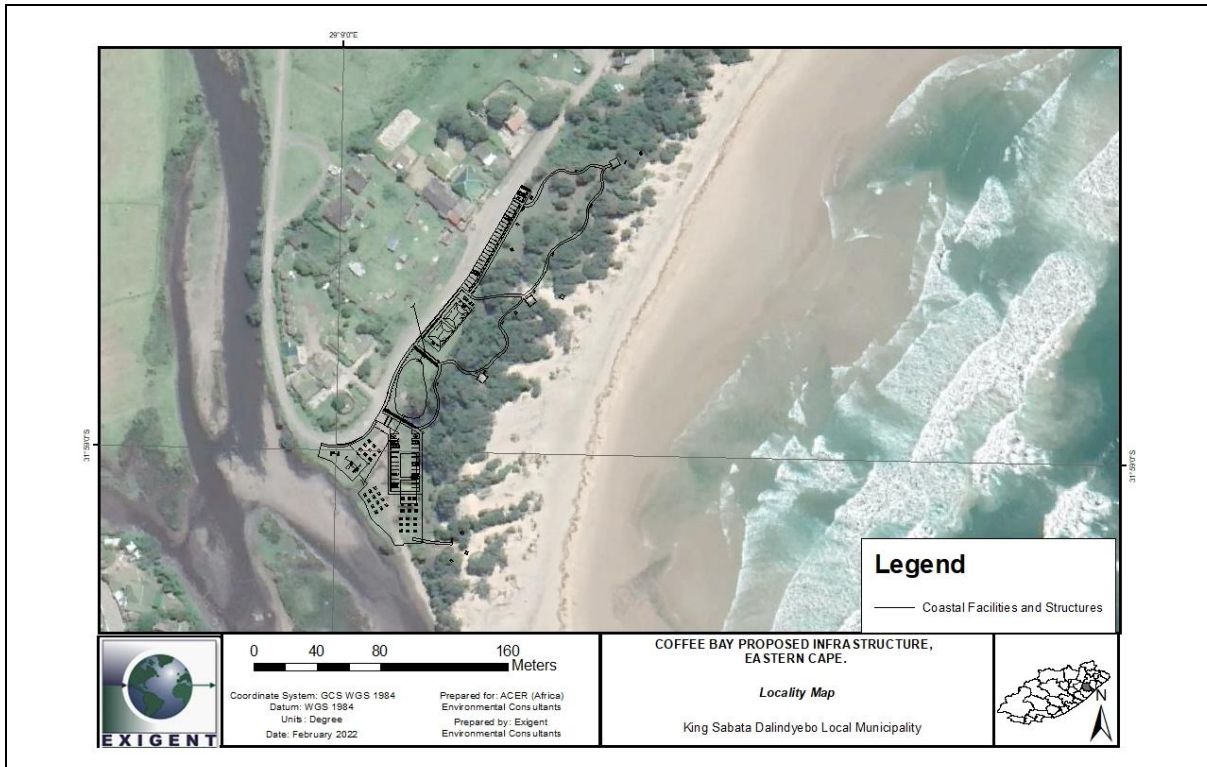 29°9'0"E
31°59'0"S
31°59'0"S
Legend
Coastal Facilities and Structures
EXIGENT
0 40 80 160
Meters
Coordinate System: GCS WGS 1984
Datum: WGS 1984
Units: Degree
Date: February 2022
Prepared for: ACER (Africa)
Environmental Consultants
Prepared by: Exigent
Environmental Consultants
COFFEE BAY PROPOSED INFRASTRUCTURE,
EASTERN CAPE.
Locality Map
King Sabata Dalindyebo Local Municipality
N